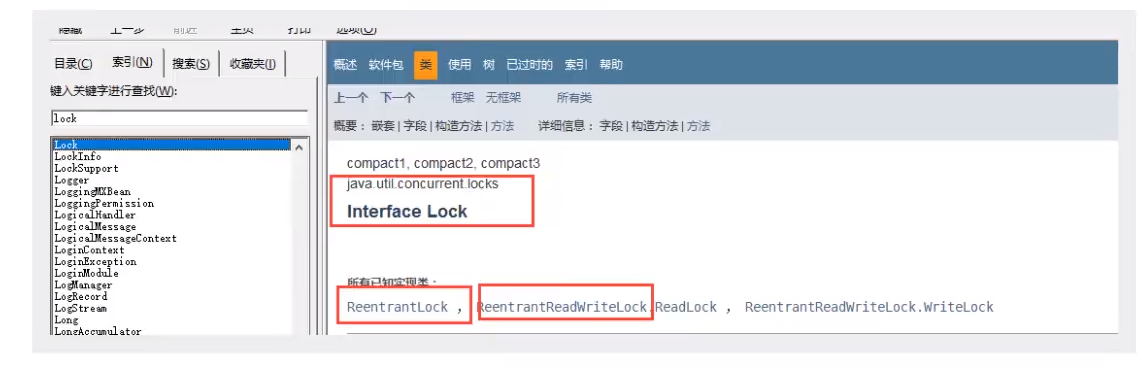 隐藏 上一步 前进 主页 打印 选项(O)
目录(C) 索引(N) 搜索(S) 收藏夹(I)
键入关键字进行查找(W):
lock
Lock
LockInfo
LockSupport
Logger
LoggingMXBean
LoggingPermission
LogicalHandler
LogicalMessage
LogicalMessageContext
LoginContext
LoginException
LoginModule
LogManager
LogRecord
LogStream
Long
LongAccumulator
概述 软件包 类 使用 树 已过时的 索引 帮助
上一个 下一个 框架 无框架 所有类
概要： 嵌套 | 字段 | 构造方法 | 方法 详细信息： 字段 | 构造方法 | 方法
compact1, compact2, compact3
java.util.concurrent.locks
Interface Lock
所有已知实现类：
ReentrantLock ， ReentrantReadWriteLock.ReadLock ， ReentrantReadWriteLock.WriteLock